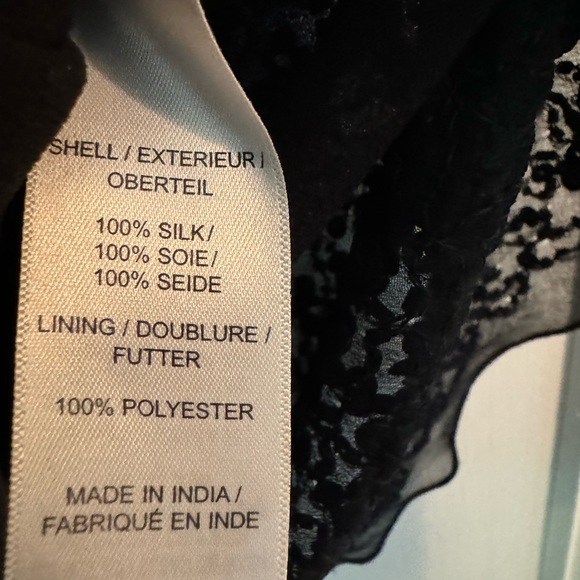 SHELL / EXTERIEUR /
OBERTEIL
100% SILK/
100% SOIE/
100% SEIDE
LINING / DOUBLURE /
FUTTER
100% POLYESTER
MADE IN INDIA /
FABRIQUÉ EN INDE